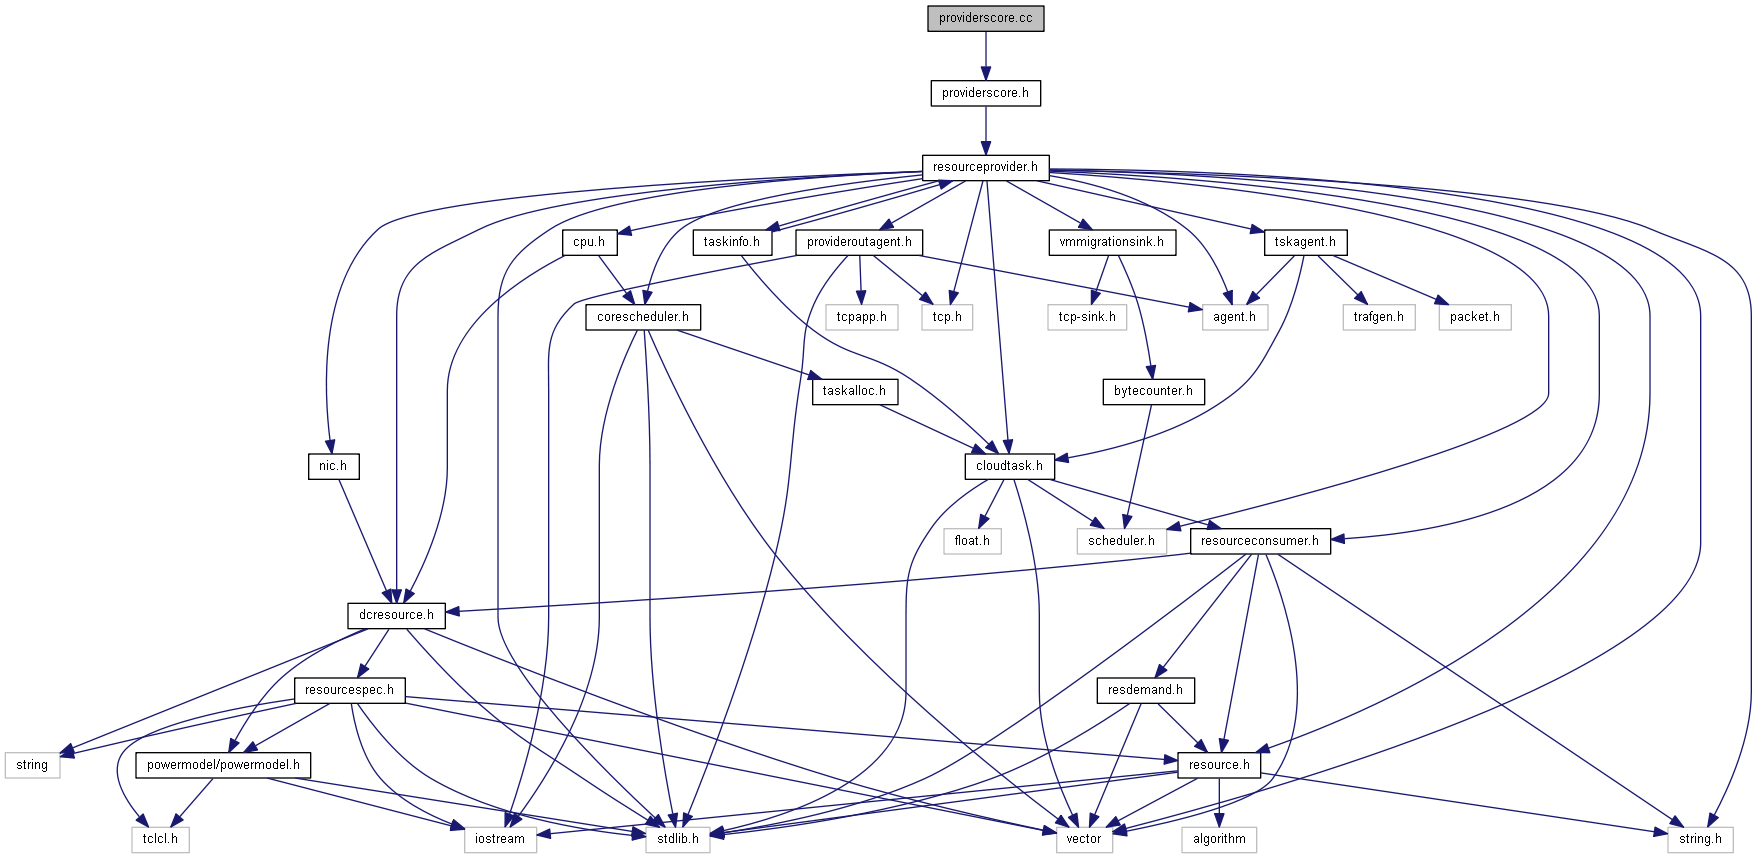 providerscore.cc
providerscore.h
resourceprovider.h
cpu.h
taskinfo.h
provideroutagent.h
vmmigrationsink.h
tskagent.h
corescheduler.h
tcpapp.h
tcp.h
tcp-sink.h
agent.h
trafgen.h
packet.h
taskalloc.h
bytecounter.h
nic.h
cloudtask.h
float.h
scheduler.h
resourceconsumer.h
dcresource.h
resourcespec.h
resdemand.h
string
powermodel/powermodel.h
resource.h
tclcl.h
iostream
stdlib.h
vector
algorithm
string.h